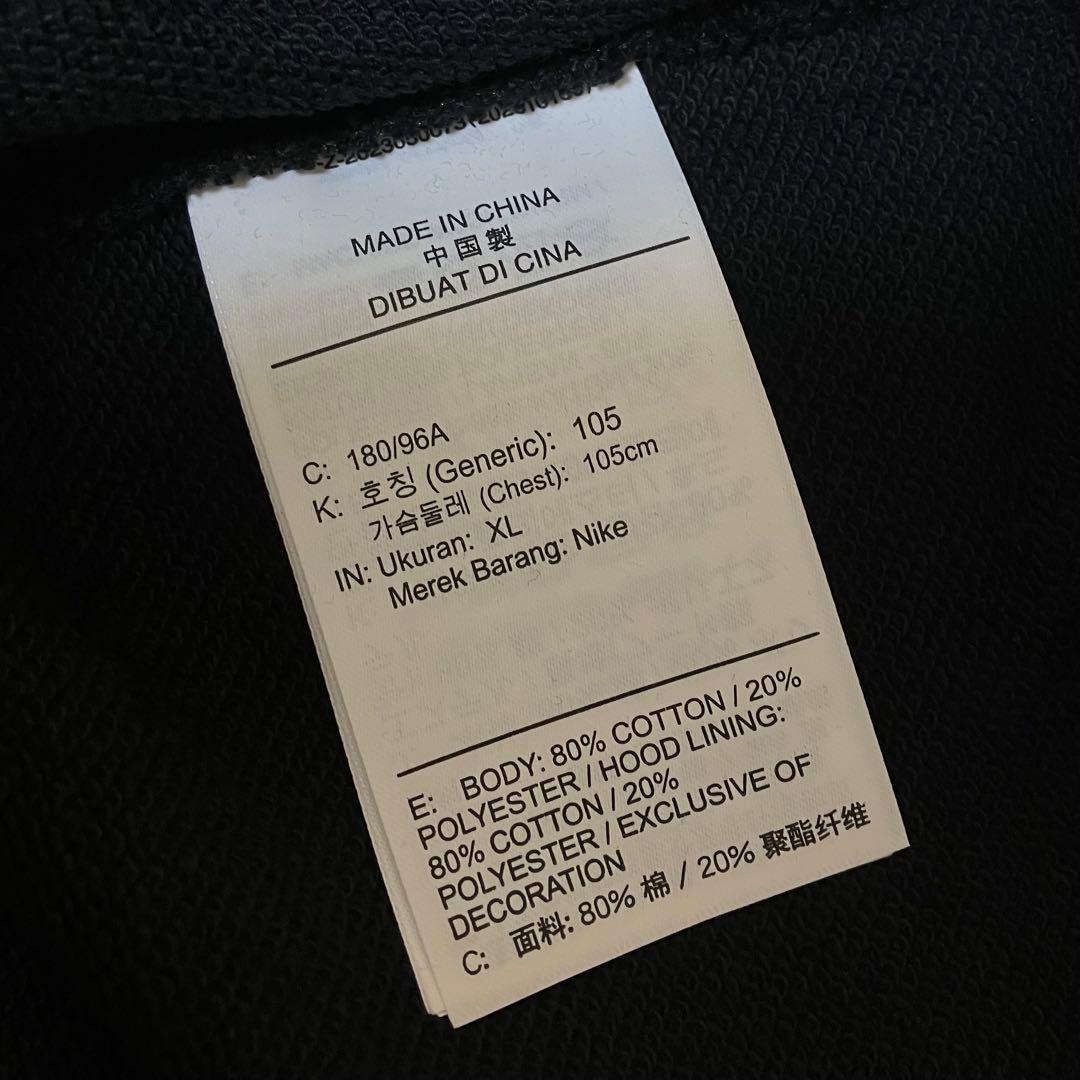 MADE IN CHINA
中国製
DIBUAT DI CINA
C: 180/96A
K: 호칭 (Generic): 105
가슴둘레 (Chest): 105cm
IN: Ukuran: XL
Merek Barang: Nike
E: BODY: 80% COTTON / 20%
POLYESTER / HOOD LINING:
80% COTTON / 20%
POLYESTER / EXCLUSIVE OF
DECORATION
C: 面料: 80% 棉 / 20% 聚酯纤维